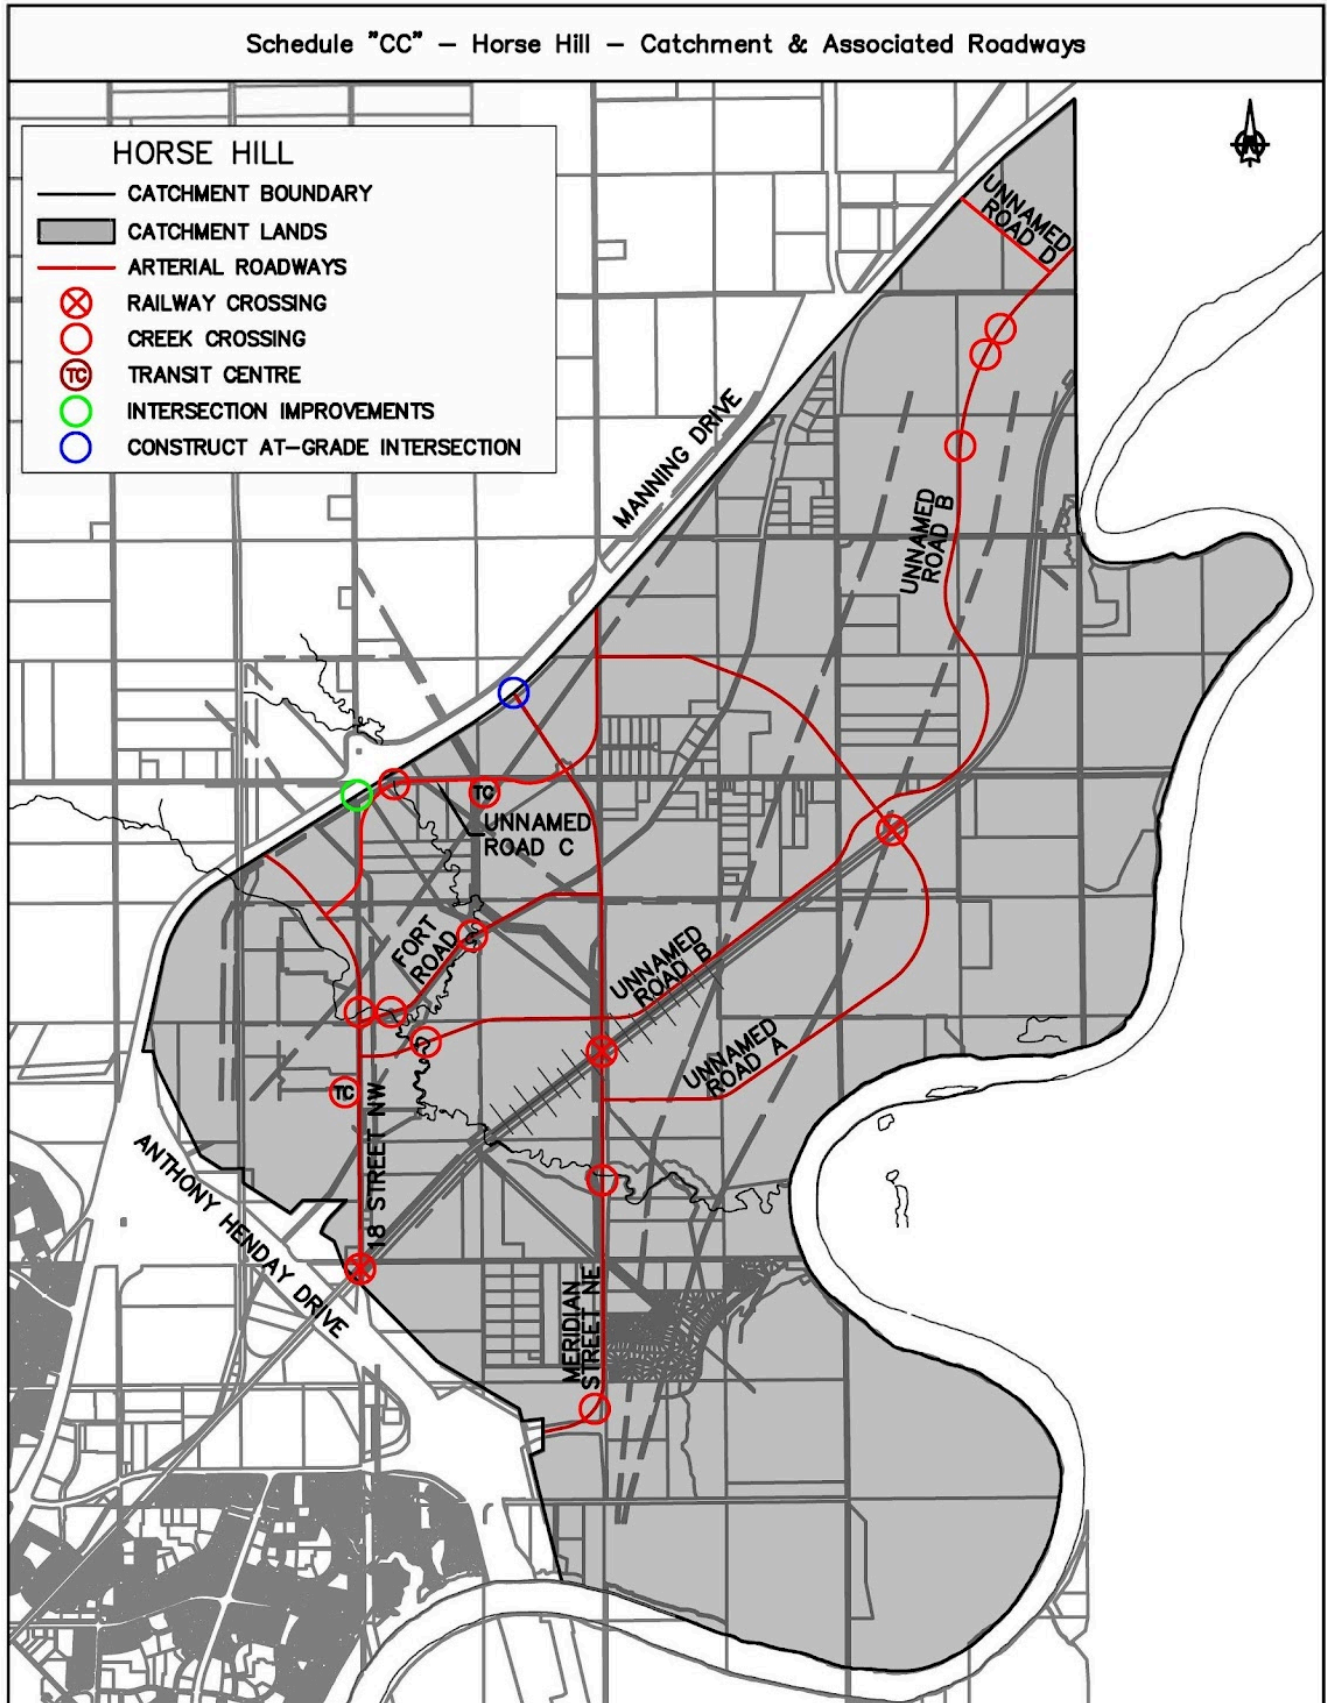 Schedule "CC" – Horse Hill – Catchment & Associated Roadways
HORSE HILL
CATCHMENT BOUNDARY
CATCHMENT LANDS
ARTERIAL ROADWAYS
RAILWAY CROSSING
CREEK CROSSING
TC
TRANSIT CENTRE
INTERSECTION IMPROVEMENTS
CONSTRUCT AT-GRADE INTERSECTION
UNNAMED
ROAD D
MANNING DRIVE
UNNAMED
ROAD B
TC
UNNAMED
ROAD C
FORT
ROAD
UNNAMED
ROAD B
UNNAMED
ROAD A
TC
18 STREET NW
ANTHONY HENDAY DRIVE
MERIDIAN
STREET NE